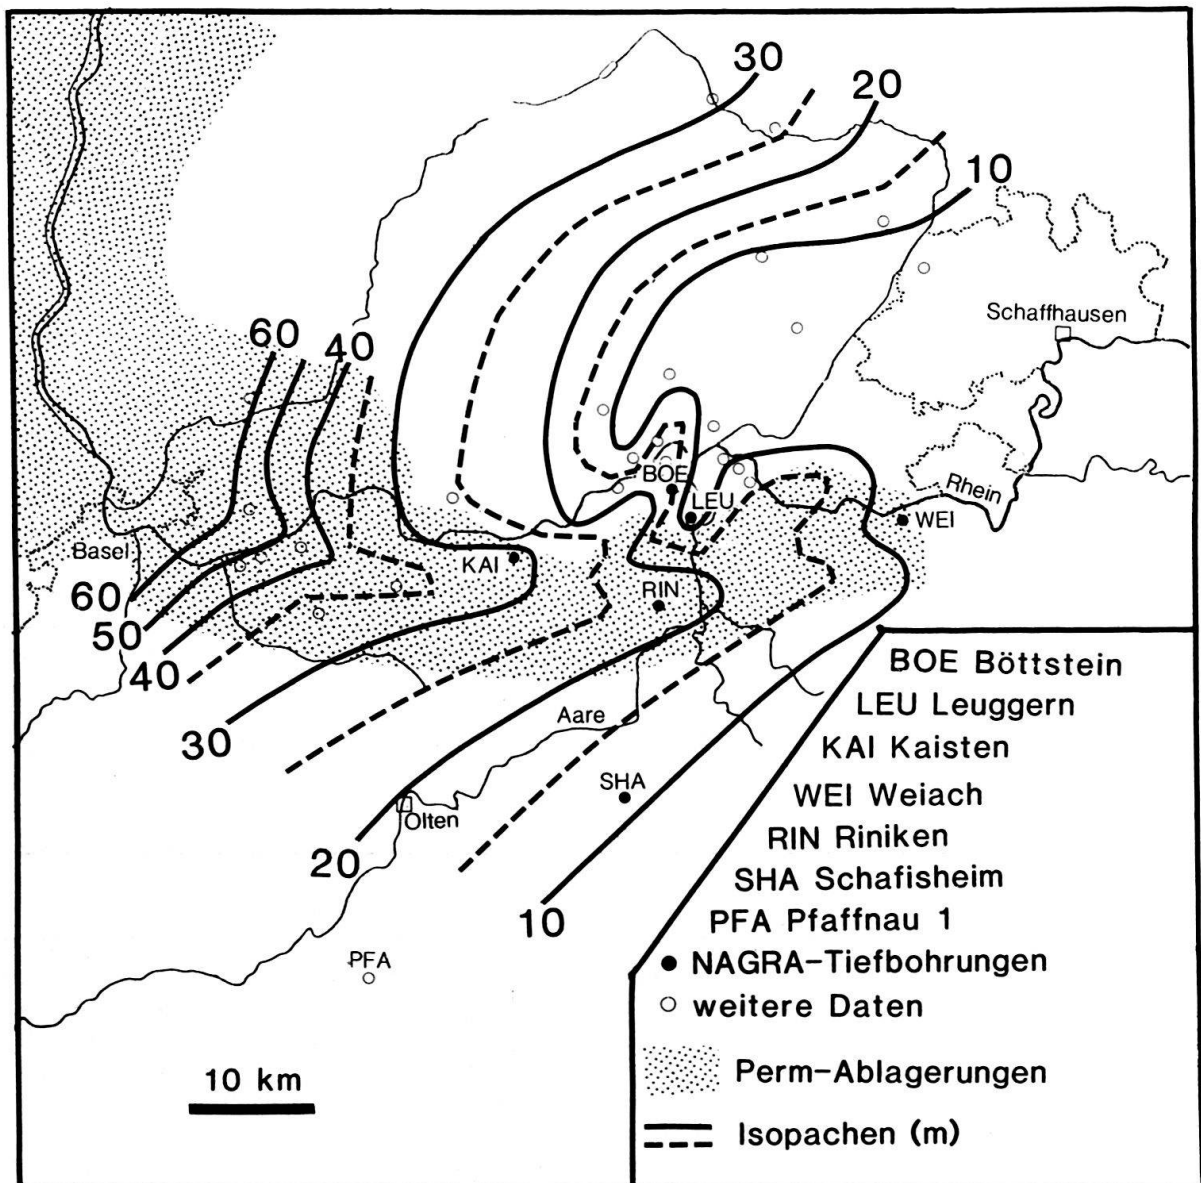 30
20
10
Schaffhausen
60
40
BOE
LEU
Rhein
WEI
Basel
KAI
RIN
60
50
40
30
Aare
SHA
Olten
20
10
PFA
10 km
BOE Böttstein
LEU Leuggern
KAI Kaisten
WEI Weiach
RIN Riniken
SHA Schafisheim
PFA Pfaffnau 1
NAGRA-Tiefbohrungen
weitere Daten
Perm-Ablagerungen
Isopachen (m)